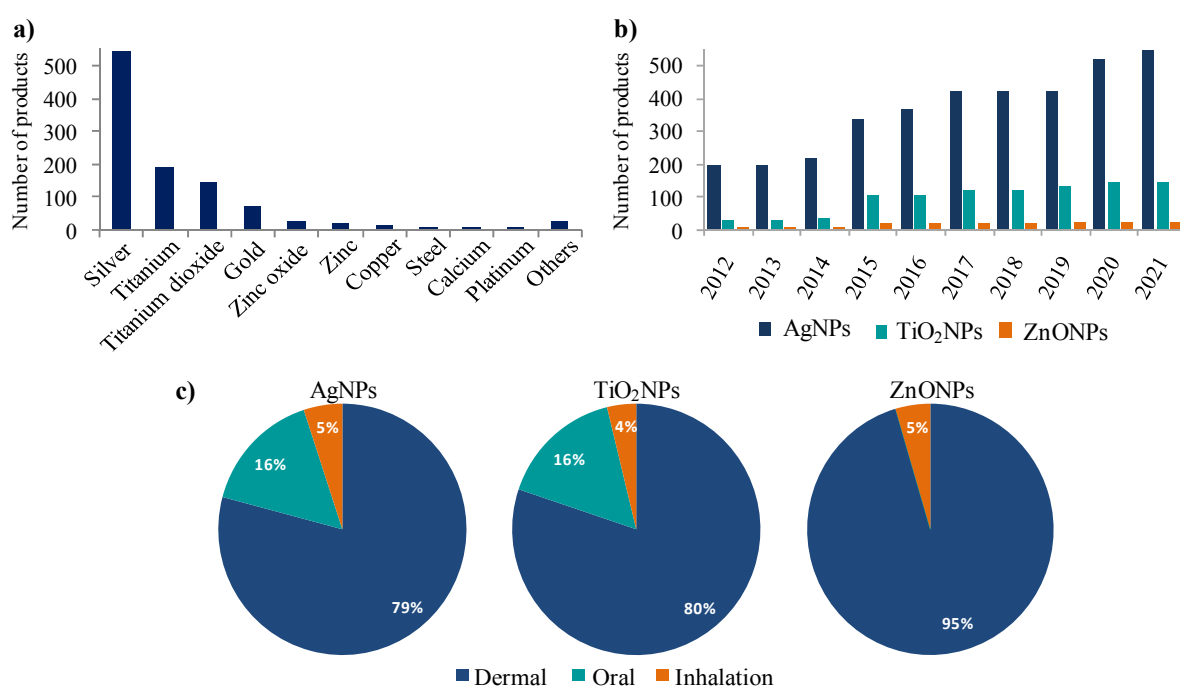 a)
Number of products
500
400
300
200
100
0
Silver
Titanium
Titanium dioxide
Gold
Zinc oxide
Zinc
Copper
Steel
Calcium
Platinum
Others
b)
Number of products
500
400
300
200
100
0
2012
2013
2014
2015
2016
2017
2018
2019
2020
2021
AgNPs TiO₂NPs ZnONPs
c)
AgNPs
5%
16%
79%
TiO₂NPs
4%
16%
80%
ZnONPs
5%
95%
Dermal Oral Inhalation